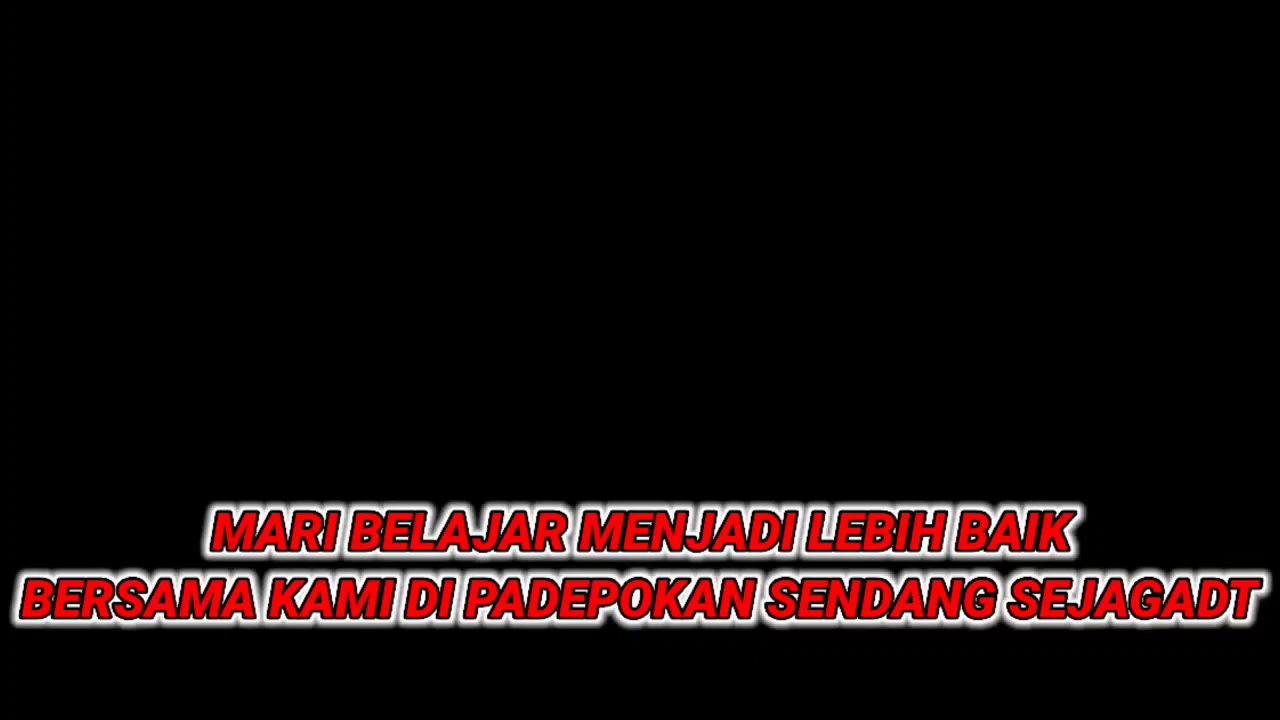 MARI BELAJAR MENJADI LEBIH BAIK
BERSAMA KAMI DI PADEPOKAN SENDANG SEJAGADT